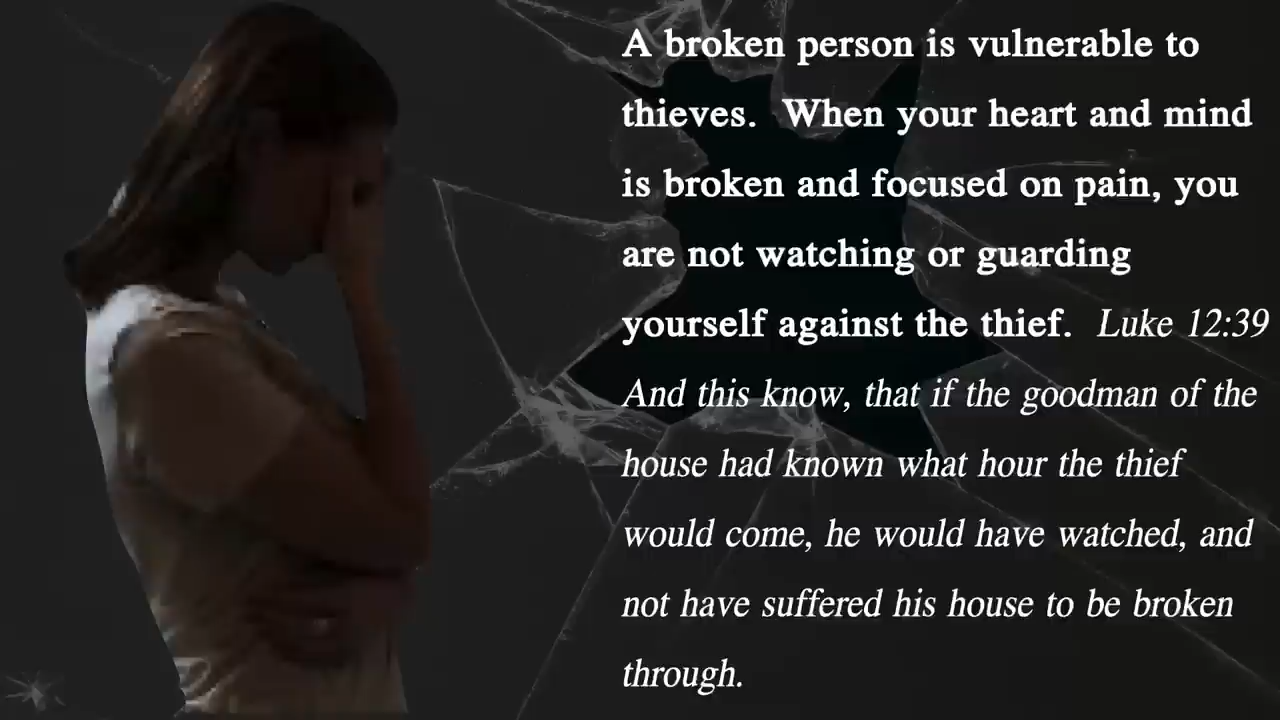 A broken person is vulnerable to
thieves.  When your heart and mind
is broken and focused on pain, you
are not watching or guarding
yourself against the thief.  Luke 12:39
And this know, that if the goodman of the
house had known what hour the thief
would come, he would have watched, and
not have suffered his house to be broken
through.